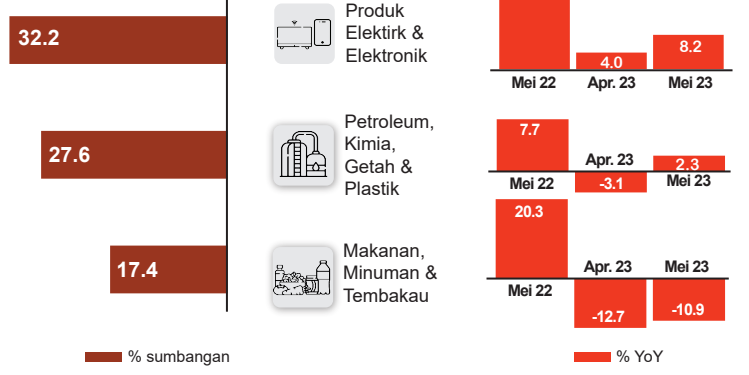 32.2
Produk
Elektirk &
Elektronik
4.0
8.2
Mei 22
Apr. 23
Mei 23
27.6
Petroleum,
Kimia,
Getah &
Plastik
7.7
Apr. 23
2.3
Mei 22
-3.1
Mei 23
17.4
Makanan,
Minuman &
Tembakau
20.3
Apr. 23
Mei 23
Mei 22
-12.7
-10.9
% sumbangan
% YoY